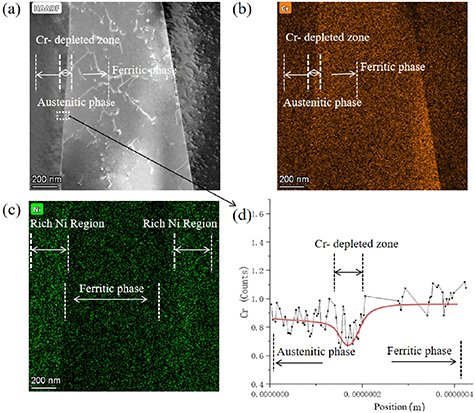 (a)
HAADF
Cr- depleted zone
Ferritic phase
Austenitic phase
200 nm
(b)
Cr
Cr- depleted zone
Ferritic phase
Austenitic phase
200 nm
(c)
Ni
Rich Ni Region
Rich Ni Region
Ferritic phase
200 nm
(d)
Cr- depleted zone
Cr (Counts)
1.6
1.4
1.2
1.0
0.8
0.6
0.4
Austenitic phase
Ferritic phase
0.0000000
0.0000002
0.0000001
Position (m)